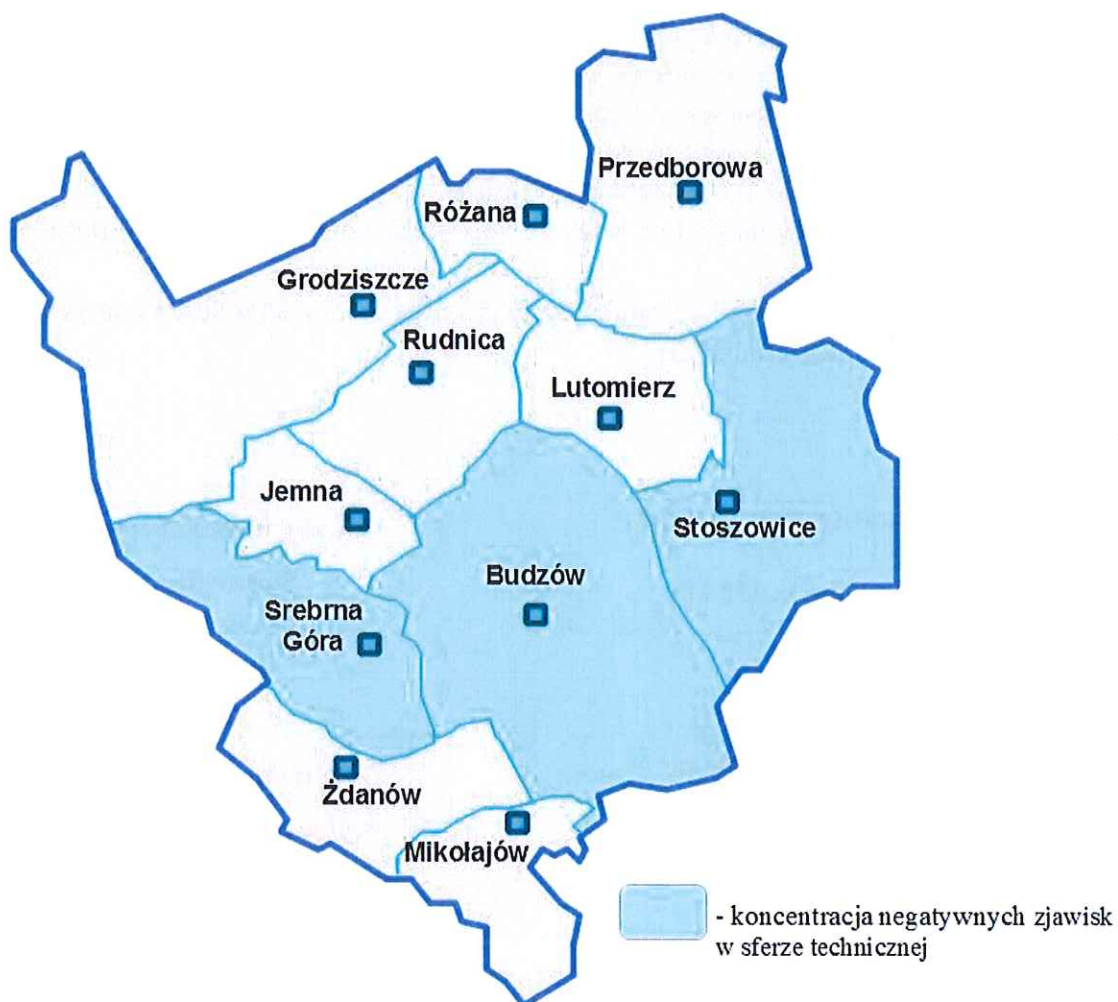 Przedborowa
Różana
Grodziszcze
Rudnica
Lutomierz
Jemna
Stoszowice
Budzów
Srebrna
Góra
Żdanów
Mikołajów
- koncentracja negatywnych zjawisk
w sferze technicznej